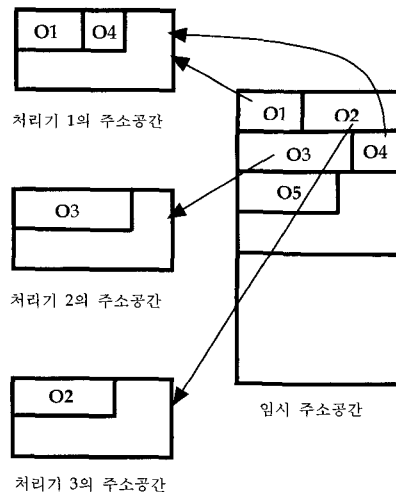 O1 O4
처리기 1의 주소공간
O1 O2
O3 O4
O5
O3
처리기 2의 주소공간
임시 주소공간
O2
처리기 3의 주소공간